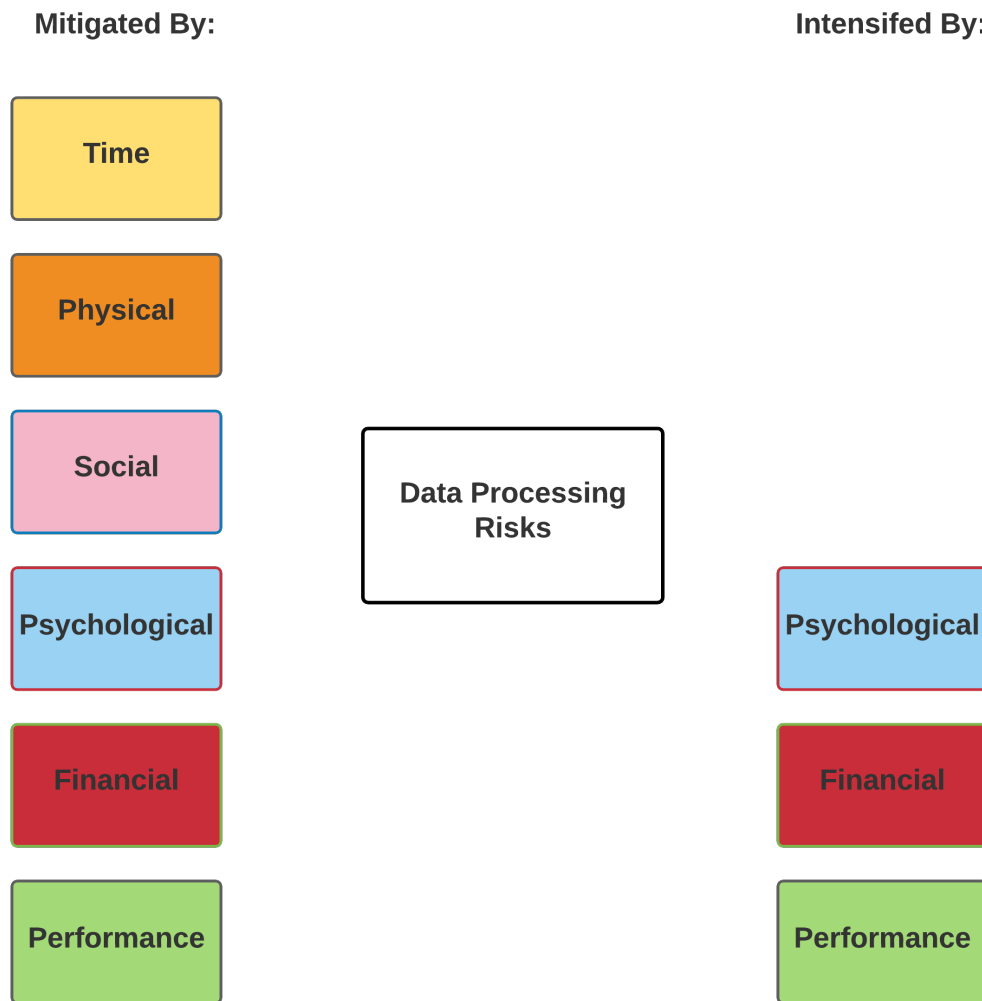 Mitigated By:
Intensifed By:
Time
Physical
Social
Data Processing
Risks
Psychological
Psychological
Financial
Financial
Performance
Performance